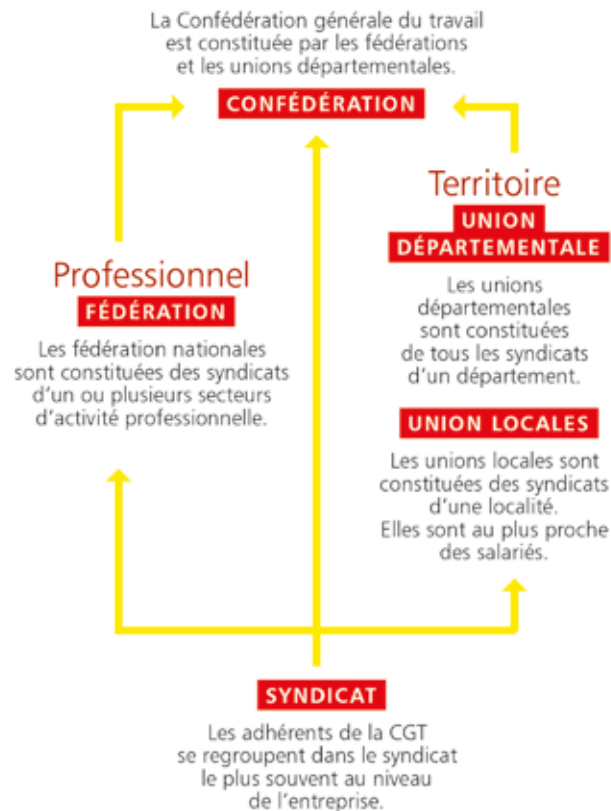 La Confédération générale du travail
est constituée par les fédérations
et les unions départementales.
CONFÉDÉRATION
Professionnel
FÉDÉRATION
Les fédération nationales
sont constituées des syndicats
d'un ou plusieurs secteurs
d'activité professionnelle.
Territoire
UNION
DÉPARTEMENTALE
Les unions
départementales
sont constituées
de tous les syndicats
d'un département.
UNION LOCALES
Les unions locales sont
constituées des syndicats
d'une localité.
Elles sont au plus proche
des salariés.
SYNDICAT
Les adhérents de la CGT
se regroupent dans le syndicat
le plus souvent au niveau
de l'entreprise.